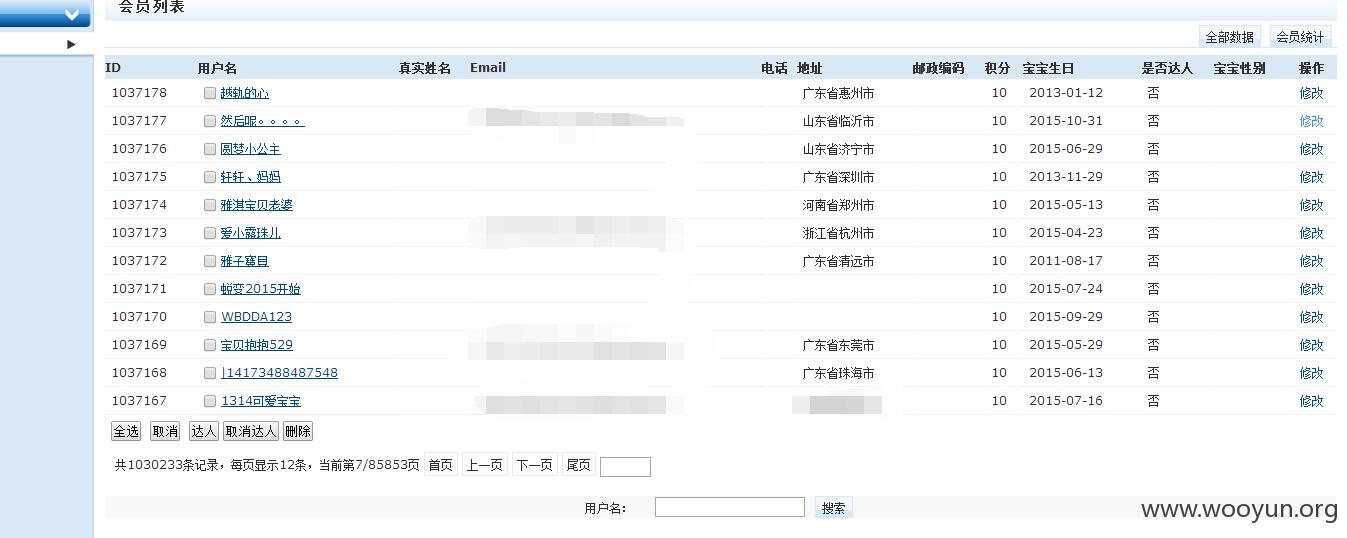 会员列表
全部数据 会员统计
ID 用户名 真实姓名 Email 电话 地址 邮政编码 积分 宝宝生日 是否达人 宝宝性别 操作
1037178 越轨的心 广东省惠州市 10 2013-01-12 否 修改
1037177 然后呢。。。。 山东省临沂市 10 2015-10-31 否 修改
1037176 圆梦小公主 山东省济宁市 10 2015-06-29 否 修改
1037175 轩轩、妈妈 广东省深圳市 10 2013-11-29 否 修改
1037174 雅淇宝贝老婆 河南省郑州市 10 2015-05-13 否 修改
1037173 爱小露珠儿 浙江省杭州市 10 2015-04-23 否 修改
1037172 雅子寶貝 广东省清远市 10 2011-08-17 否 修改
1037171 蜕变2015开始 10 2015-07-24 否 修改
1037170 WBDDA123 10 2015-09-29 否 修改
1037169 宝贝抱抱529 广东省东莞市 10 2015-05-29 否 修改
1037168 J14173488487548 广东省珠海市 10 2015-06-13 否 修改
1037167 1314可爱宝宝 10 2015-07-16 否 修改
全选 取消 达人 取消达人 删除
共1030233条记录，每页显示12条，当前第7/85853页 首页 上一页 下一页 尾页
用户名： 搜索
www.wooyun.org